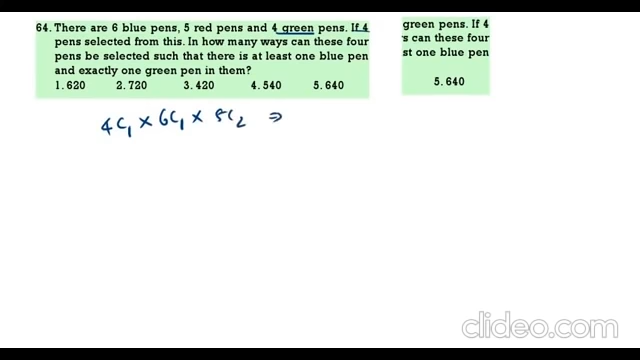 64. There are 6 blue pens, 5 red pens and 4 green pens. If 4
pens selected from this. In how many ways can these four
pens be selected such that there is at least one blue pen
and exactly one green pen in them?
1. 620 2. 720 3. 420 4. 540 5. 640
green pens. If 4
s can these four
st one blue pen
5. 640
4C₁ × 6C₁ × 5C₂ ⇒
clideo.com